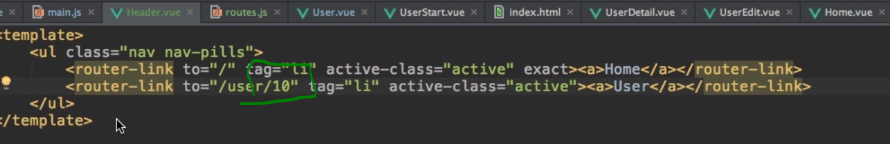 main.js Header.vue routes.js User.vue UserStart.vue index.html UserDetail.vue UserEdit.vue Home.vue
<template>
<ul class="nav nav-pills">
<router-link to="/" tag="li" active-class="active" exact><a>Home</a></router-link>
<router-link to="/user/10" tag="li" active-class="active"><a>User</a></router-link>
</ul>
</template>